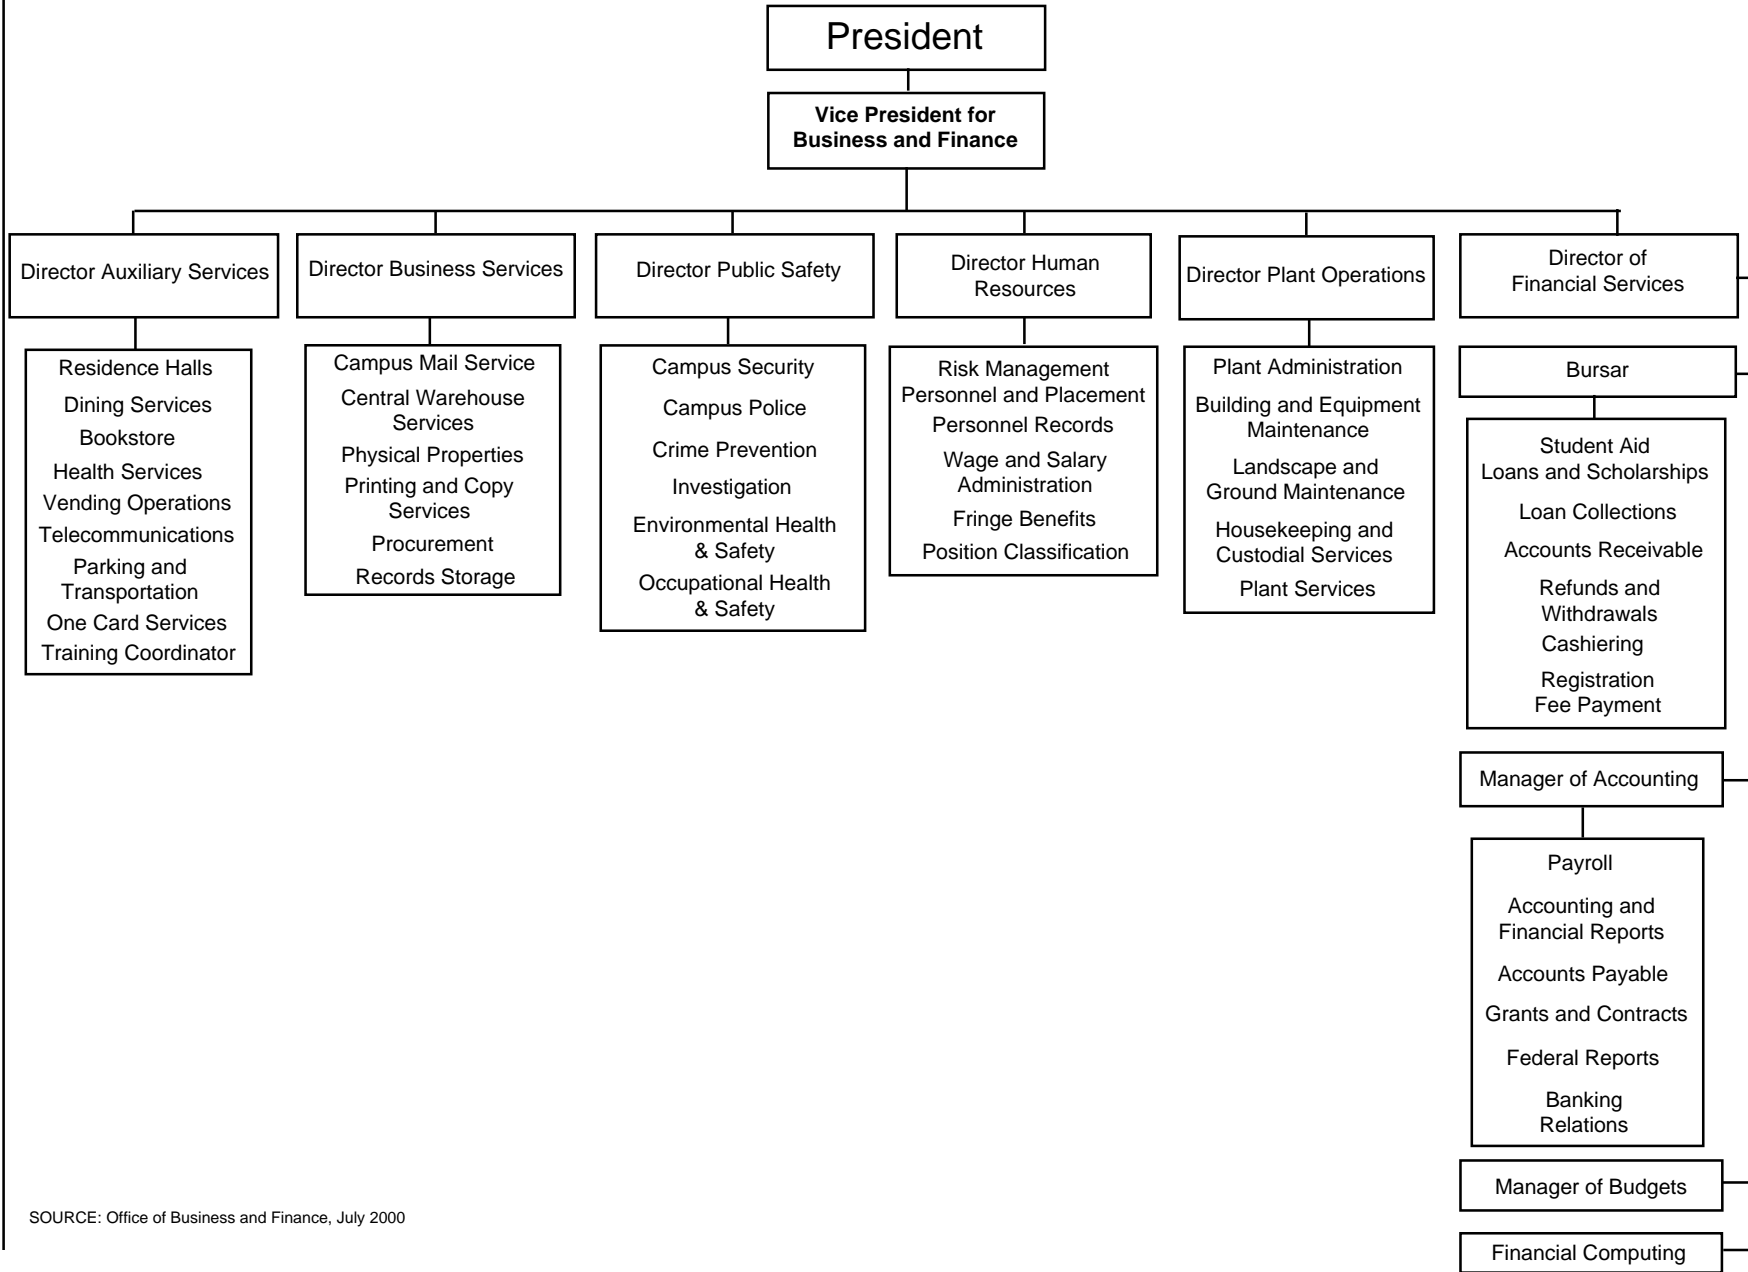 President
Vice President for
Business and Finance
Director Auxiliary Services
Director Business Services
Director Public Safety
Director Human
Resources
Director Plant Operations
Director of
Financial Services
Residence Halls
Dining Services
Bookstore
Health Services
Vending Operations
Telecommunications
Parking and
Transportation
One Card Services
Training Coordinator
Campus Mail Service
Central Warehouse
Services
Physical Properties
Printing and Copy
Services
Procurement
Records Storage
Campus Security
Campus Police
Crime Prevention
Investigation
Environmental Health
& Safety
Occupational Health
& Safety
Risk Management
Personnel and Placement
Personnel Records
Wage and Salary
Administration
Fringe Benefits
Position Classification
Plant Administration
Building and Equipment
Maintenance
Landscape and
Ground Maintenance
Housekeeping and
Custodial Services
Plant Services
Bursar
Student Aid
Loans and Scholarships
Loan Collections
Accounts Receivable
Refunds and
Withdrawals
Cashiering
Registration
Fee Payment
Manager of Accounting
Payroll
Accounting and
Financial Reports
Accounts Payable
Grants and Contracts
Federal Reports
Banking
Relations
Manager of Budgets
Financial Computing
SOURCE: Office of Business and Finance, July 2000